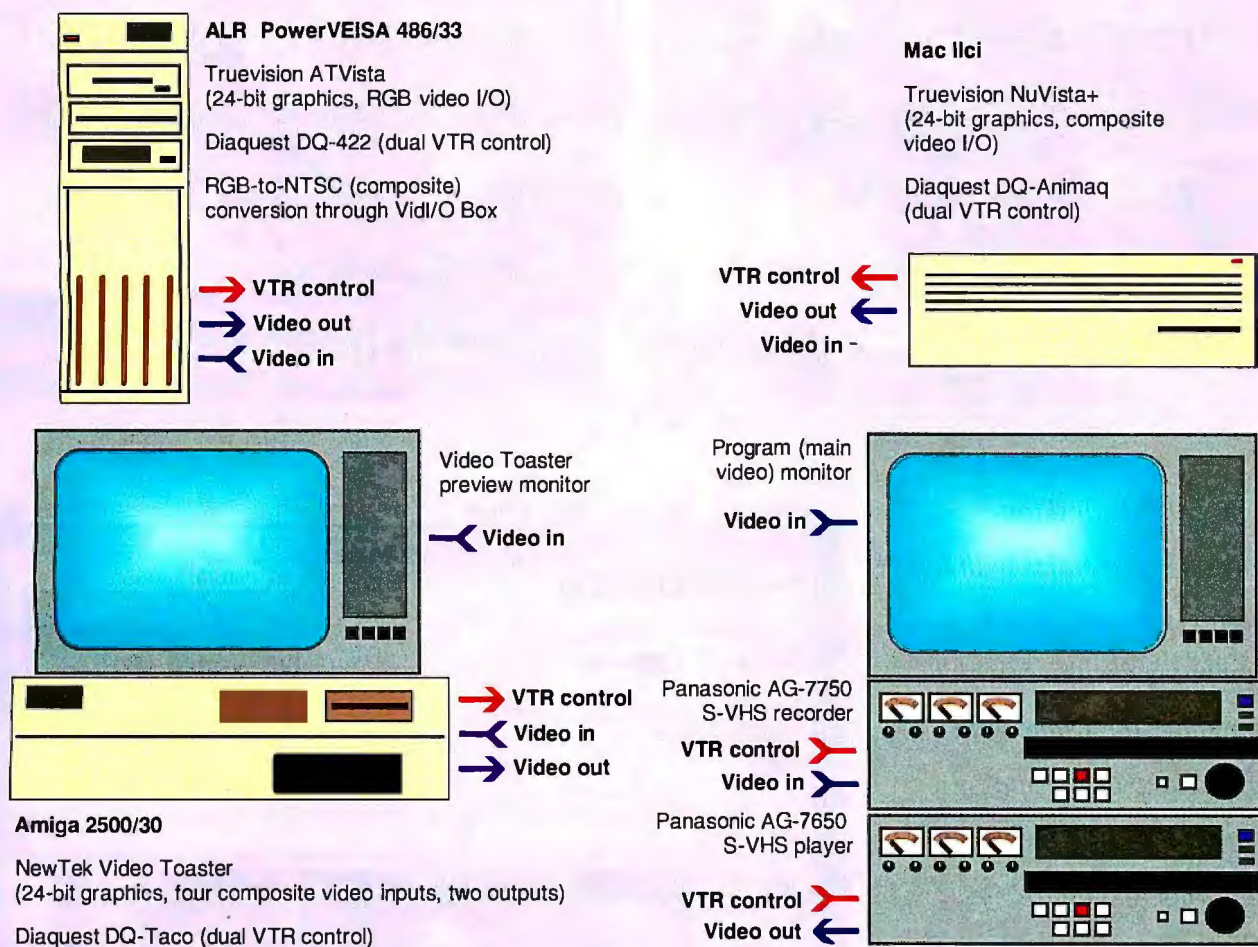 ALR PowerVEISA 486/33
Truevision ATVista
(24-bit graphics, RGB video I/O)
Diaquest DQ-422 (dual VTR control)
RGB-to-NTSC (composite)
conversion through VidI/O Box
VTR control
Video out
Video in
Mac IIci
Truevision NuVista+
(24-bit graphics, composite
video I/O)
Diaquest DQ-Animaq
(dual VTR control)
VTR control
Video out
Video in -
Video Toaster
preview monitor
Video in
Program (main
video) monitor
Video in
VTR control
Video in
Video out
Amiga 2500/30
NewTek Video Toaster
(24-bit graphics, four composite video inputs, two outputs)
Diaquest DQ-Taco (dual VTR control)
Panasonic AG-7750
S-VHS recorder
VTR control
Video in
Panasonic AG-7650
S-VHS player
VTR control
Video out